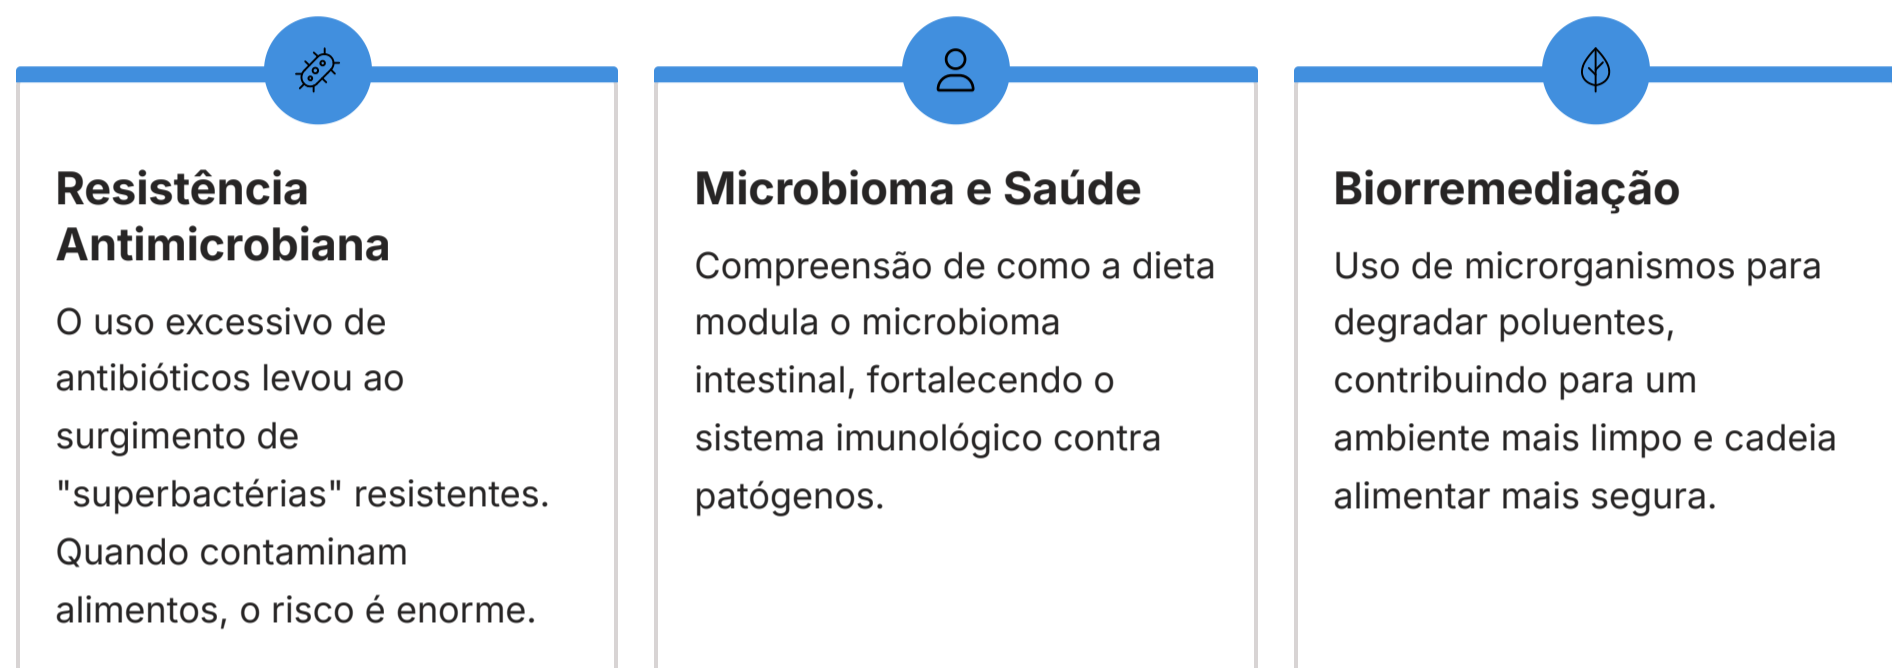 Resistência
Antimicrobiana
O uso excessivo de
antibióticos levou ao
surgimento de
"superbactérias" resistentes.
Quando contaminam
alimentos, o risco é enorme.
Microbioma e Saúde
Compreensão de como a dieta
modula o microbioma
intestinal, fortalecendo o
sistema imunológico contra
patógenos.
Biorremediação
Uso de microrganismos para
degradar poluentes,
contribuindo para um
ambiente mais limpo e cadeia
alimentar mais segura.